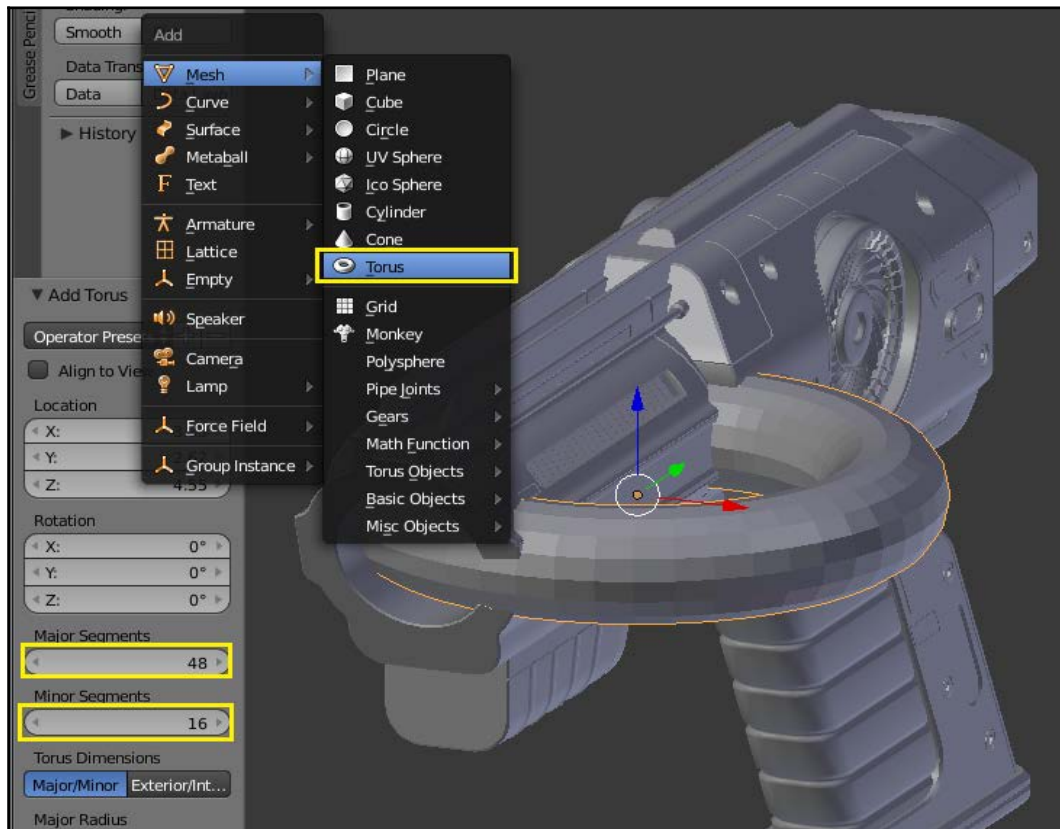 Grease Penci
Smooth
Data Trans
Data
History
Add
Mesh
Curve
Surface
Metaball
Text
Armature
Lattice
Empty
Speaker
Camera
Lamp
Force Field
Group Instance
Plane
Cube
Circle
UV Sphere
Ico Sphere
Cylinder
Cone
Torus
Grid
Monkey
Polysphere
Pipe Joints
Gears
Math Function
Torus Objects
Basic Objects
Misc Objects
Add Torus
Operator Prese
Align to Vie
Location
X:
Y:
Z: 4.55
Rotation
X: 0°
Y: 0°
Z: 0°
Major Segments
48
Minor Segments
16
Torus Dimensions
Major/Minor Exterior/Int...
Major Radius